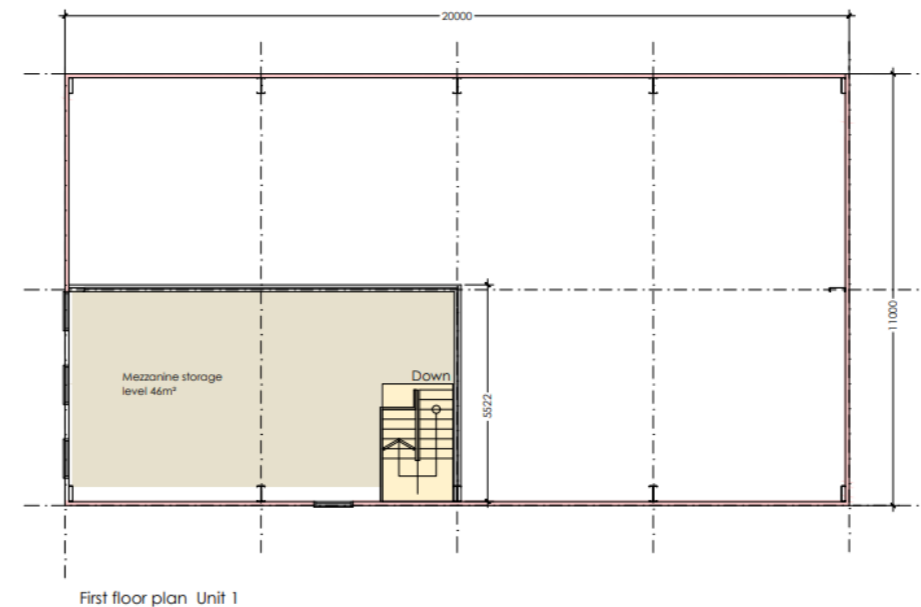 20000
Mezzanine storage
level 46m²
Down
5522
11000
First floor plan Unit 1